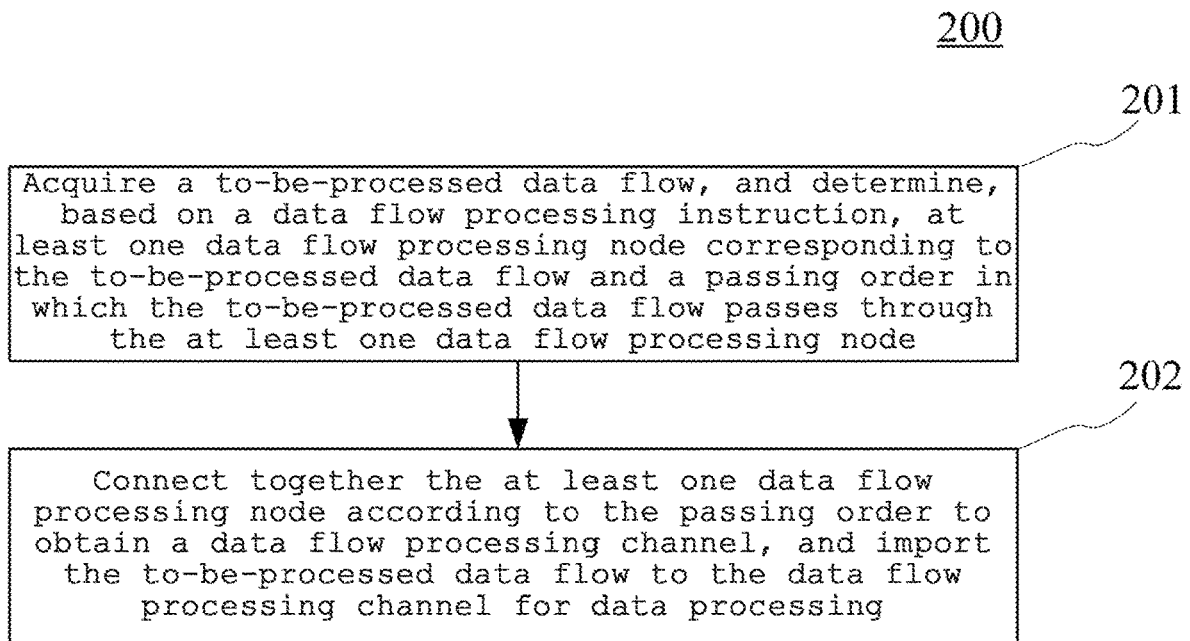 200
201
Acquire a to-be-processed data flow, and determine,
based on a data flow processing instruction, at
least one data flow processing node corresponding to
the to-be-processed data flow and a passing order in
which the to-be-processed data flow passes through
the at least one data flow processing node
202
Connect together the at least one data flow
processing node according to the passing order to
obtain a data flow processing channel, and import
the to-be-processed data flow to the data flow
processing channel for data processing